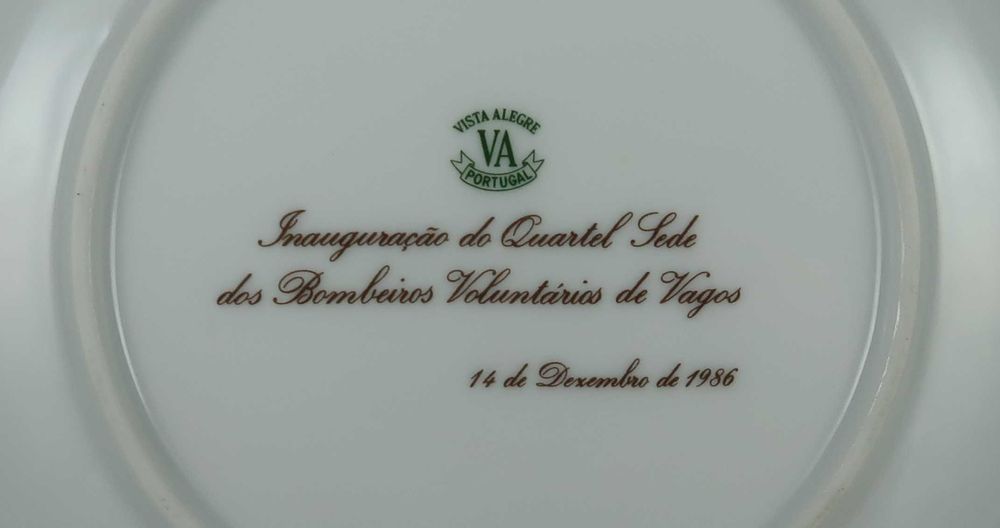 VISTA ALEGRE
VA
PORTUGAL
Inauguração do Quartel Sede
dos Bombeiros Voluntários de Vagos
14 de Dezembro de 1986